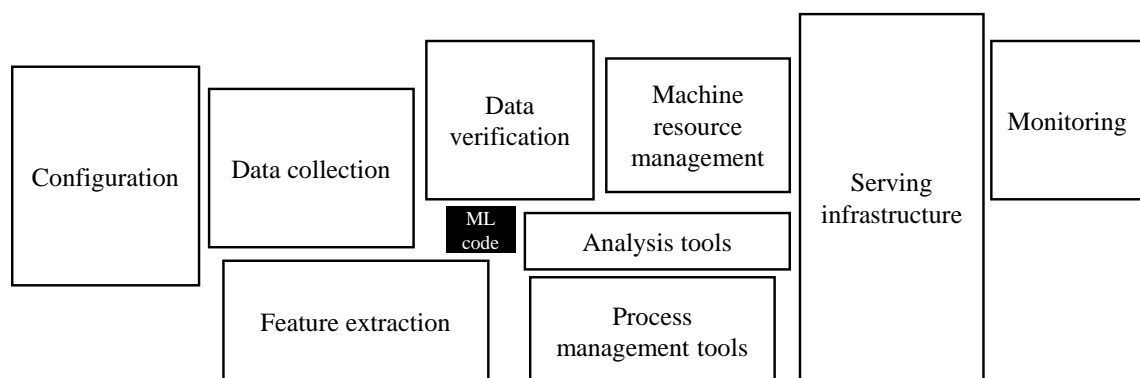 Configuration
Data collection
Data
verification
Machine
resource
management
Serving
infrastructure
Monitoring
ML
code
Analysis tools
Feature extraction
Process
management tools